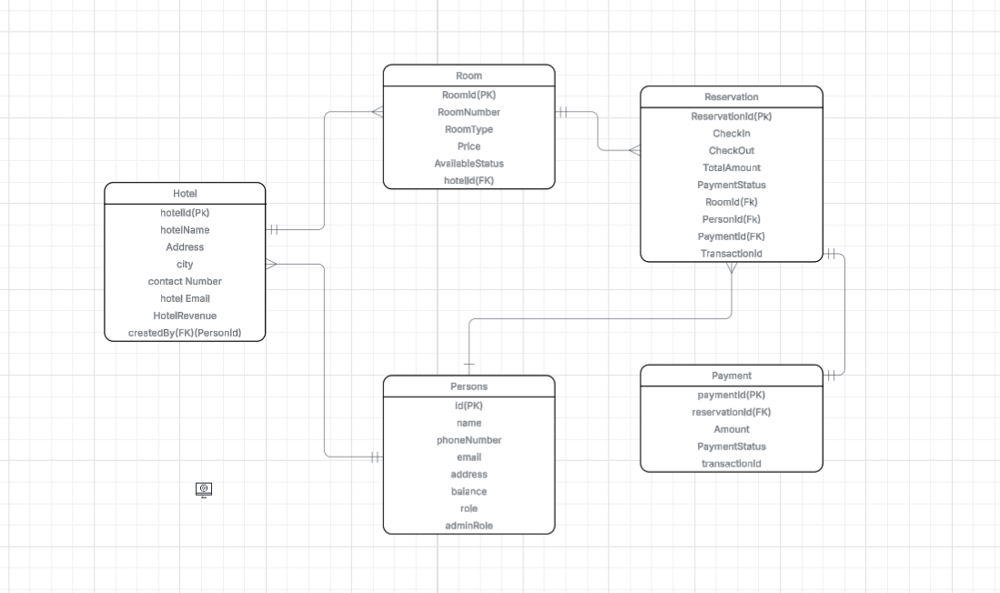 Room
RoomId(PK)
RoomNumber
RoomType
Price
AvailableStatus
hotelId(FK)
Reservation
ReservationId(Pk)
CheckIn
CheckOut
TotalAmount
PaymentStatus
RoomId(Fk)
PersonId(Fk)
PaymentId(FK)
TransactionId
Hotel
hotelId(Pk)
hotelName
Address
city
contact Number
hotel Email
HotelRevenue
createdBy(FK)(PersonId)
Persons
id(PK)
name
phoneNumber
email
address
balance
role
adminRole
Payment
paymentId(PK)
reservationId(FK)
Amount
PaymentStatus
transactionId